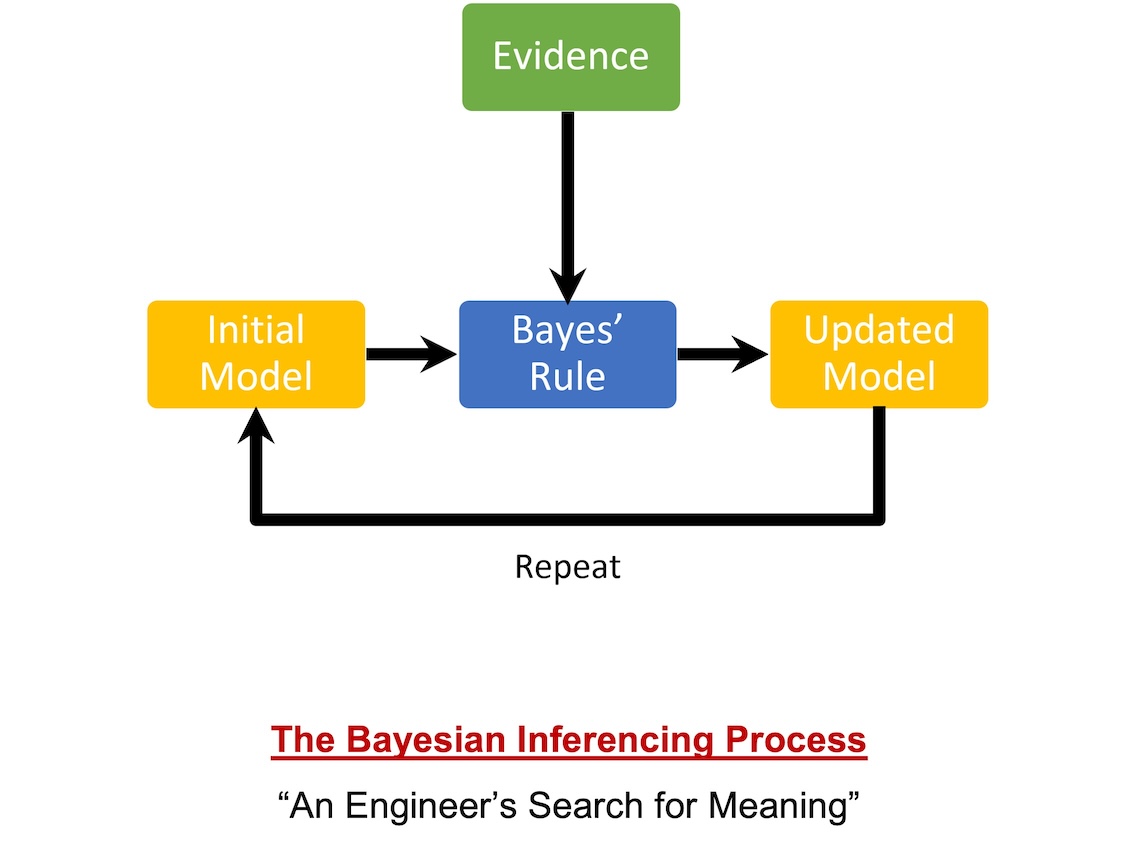 Evidence
Initial
Model
Bayes’
Rule
Updated
Model
Repeat
The Bayesian Inferencing Process
“An Engineer’s Search for Meaning”